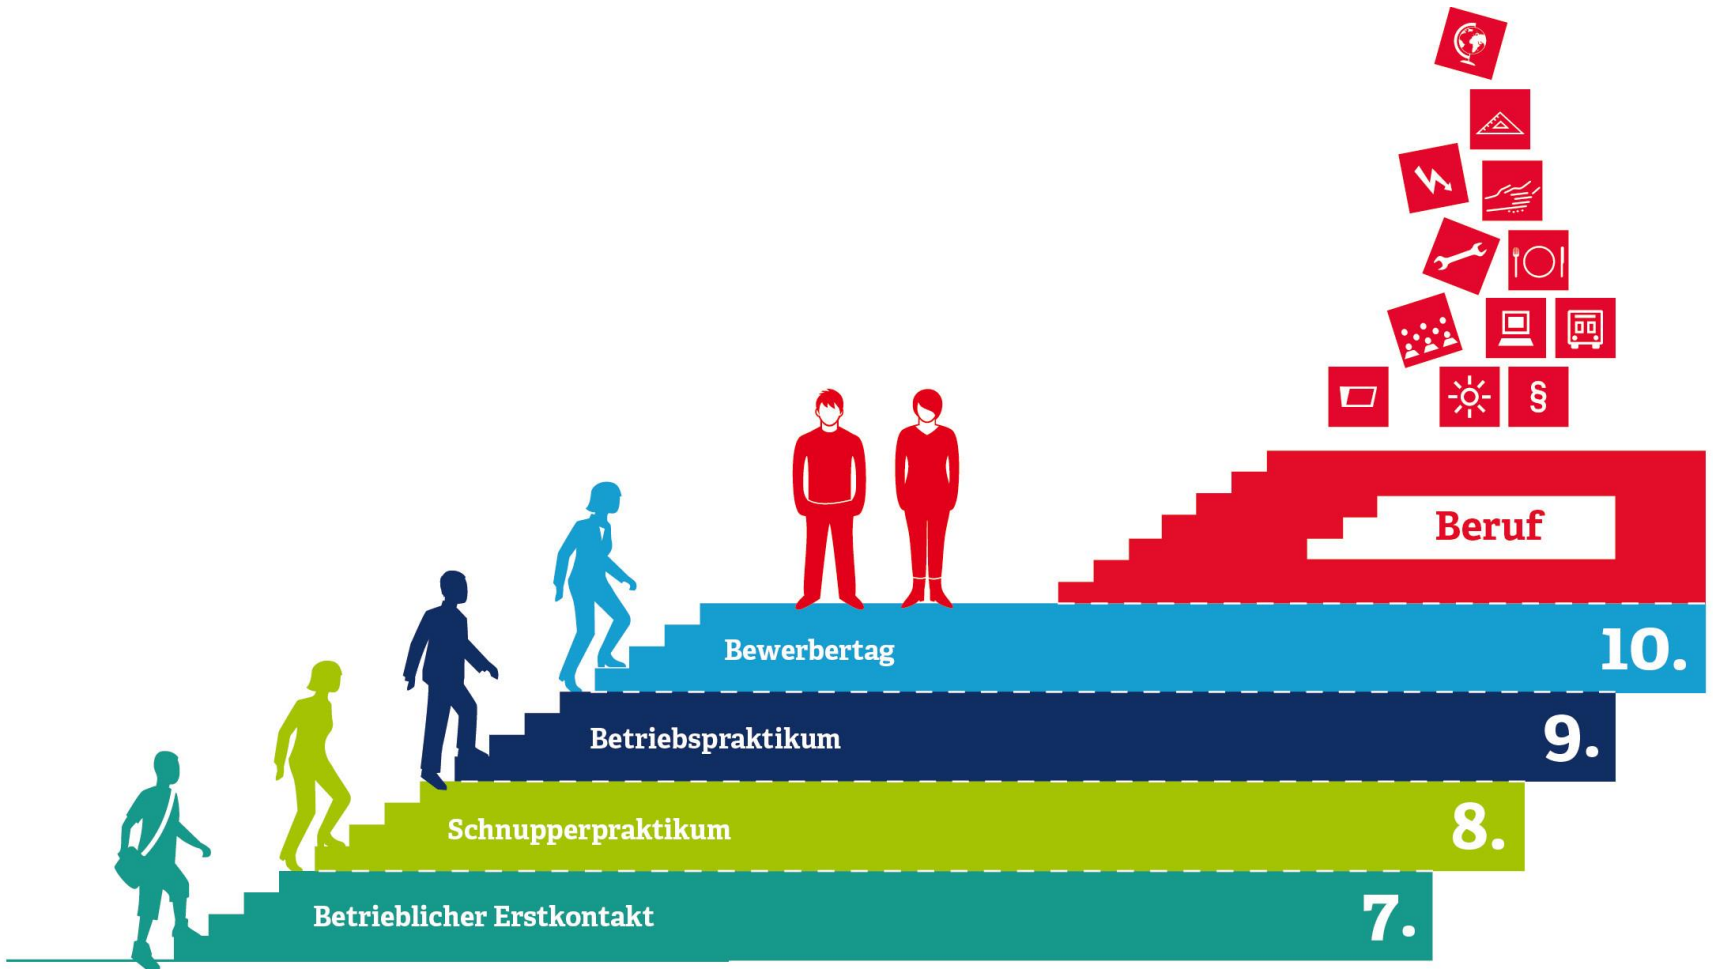 §
Beruf
Bewerbertag 10.
Betriebspraktikum 9.
Schnupperpraktikum 8.
Betrieblicher Erstkontakt 7.